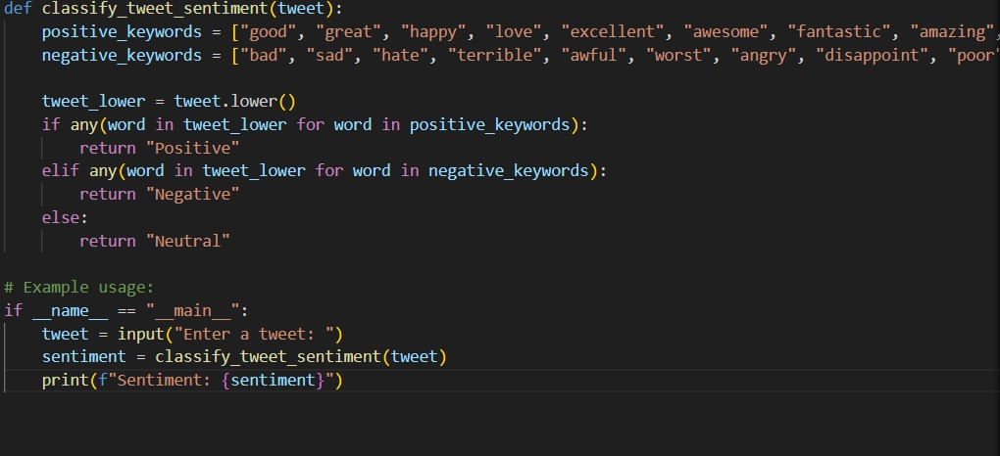 def classify_tweet_sentiment(tweet):
    positive_keywords = ["good", "great", "happy", "love", "excellent", "awesome", "fantastic", "amazing",
    negative_keywords = ["bad", "sad", "hate", "terrible", "awful", "worst", "angry", "disappoint", "poor"
    tweet_lower = tweet.lower()
    if any(word in tweet_lower for word in positive_keywords):
        return "Positive"
    elif any(word in tweet_lower for word in negative_keywords):
        return "Negative"
    else:
        return "Neutral"
# Example usage:
if __name__ == "__main__":
    tweet = input("Enter a tweet: ")
    sentiment = classify_tweet_sentiment(tweet)
    print(f"Sentiment: {sentiment}")